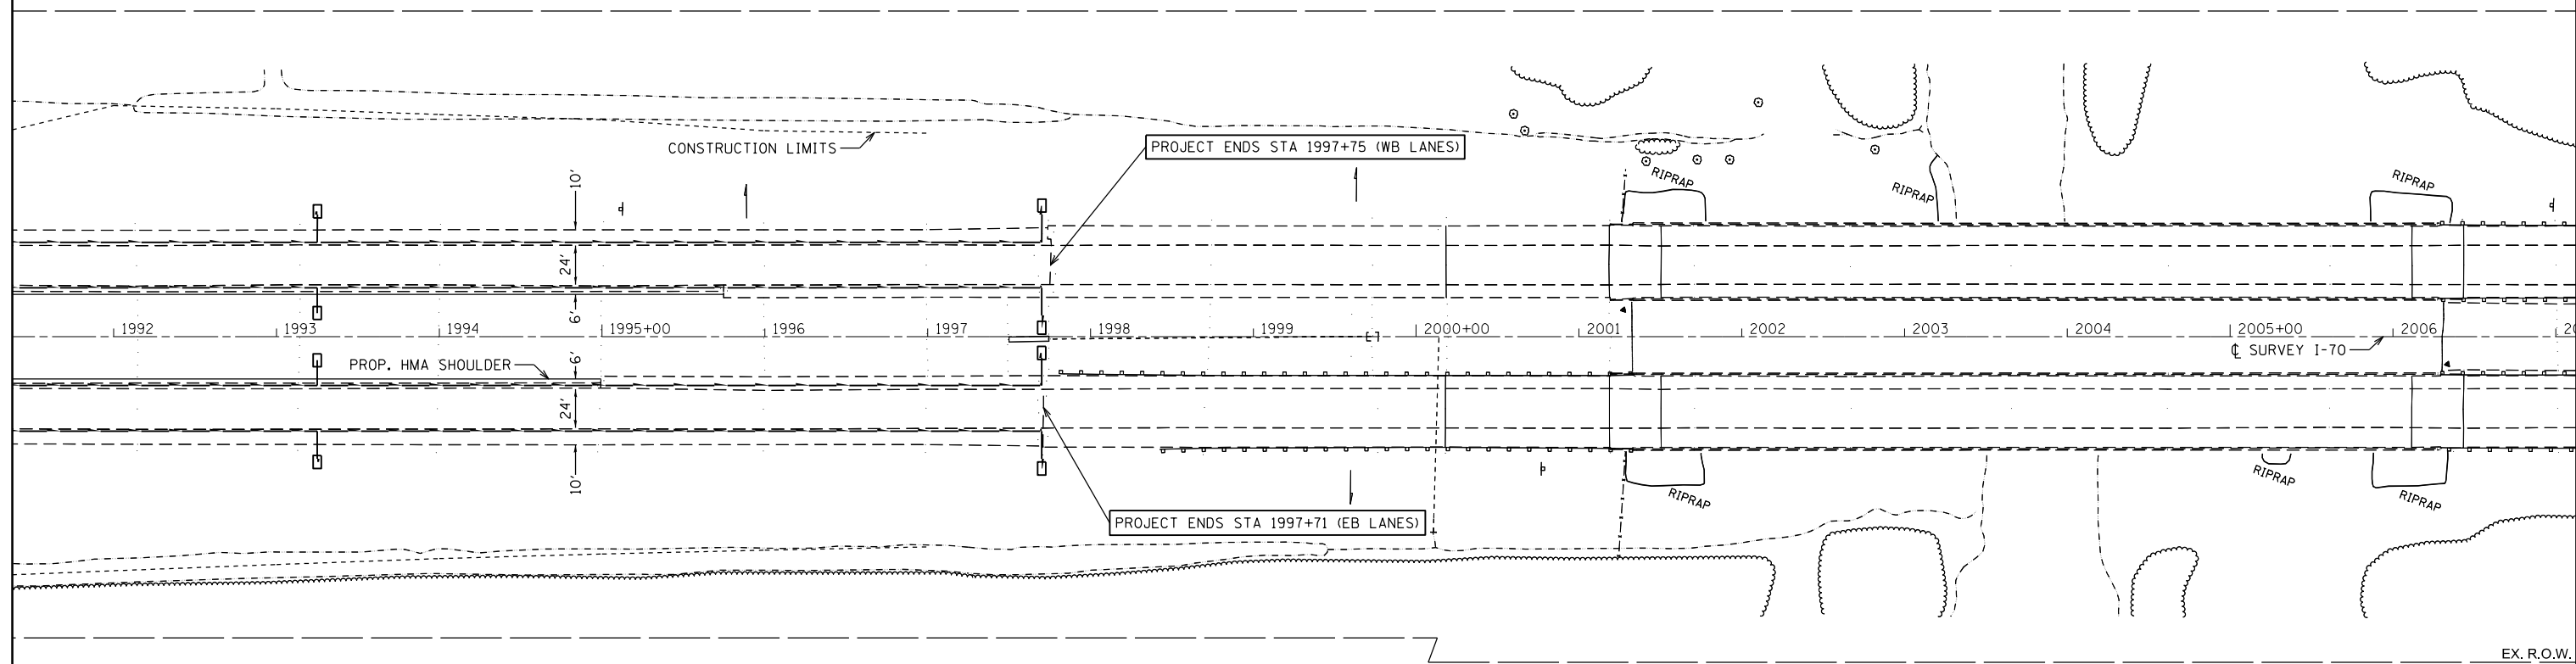 CONSTRUCTION LIMITS
PROJECT ENDS STA 1997+75 (WB LANES)
RIPRAP
RIPRAP
RIPRAP
10'
24'
6'
1992
1993
1994
1995+00
1996
1997
1998
1999
2000+00
2001
2002
2003
2004
2005+00
2006
℄ SURVEY I-70
PROP. HMA SHOULDER
6'
24'
10'
PROJECT ENDS STA 1997+71 (EB LANES)
RIPRAP
RIPRAP
RIPRAP
EX. R.O.W.